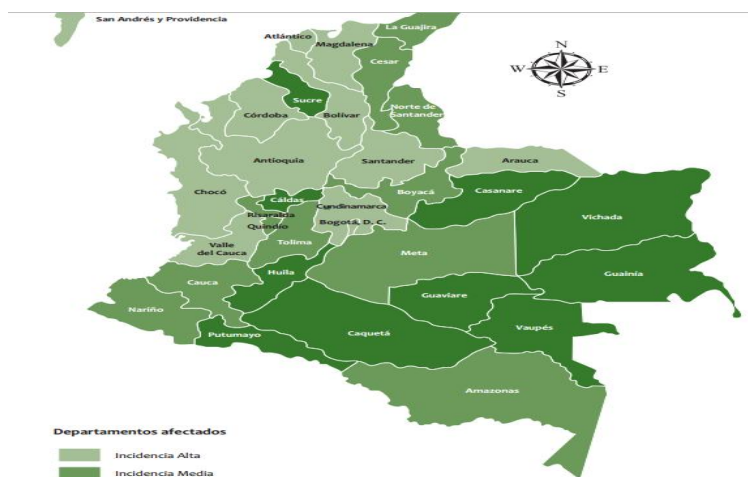 San Andrés y Providencia
La Guajira
Atlántico
Magdalena
Cesar
N
W
E
S
Sucre
Norte de
Santander
Córdoba
Bolívar
Antioquia
Santander
Arauca
Chocó
Boyacá
Casanare
Cáldas
Cundinamarca
Risaralda
Vichada
Quindío
Bogotá, D. C.
Valle
del Cauca
Tolima
Meta
Huila
Guainía
Cauca
Guaviare
Nariño
Vaupés
Putumayo
Caquetá
Amazonas
Departamentos afectados
Incidencia Alta
Incidencia Media